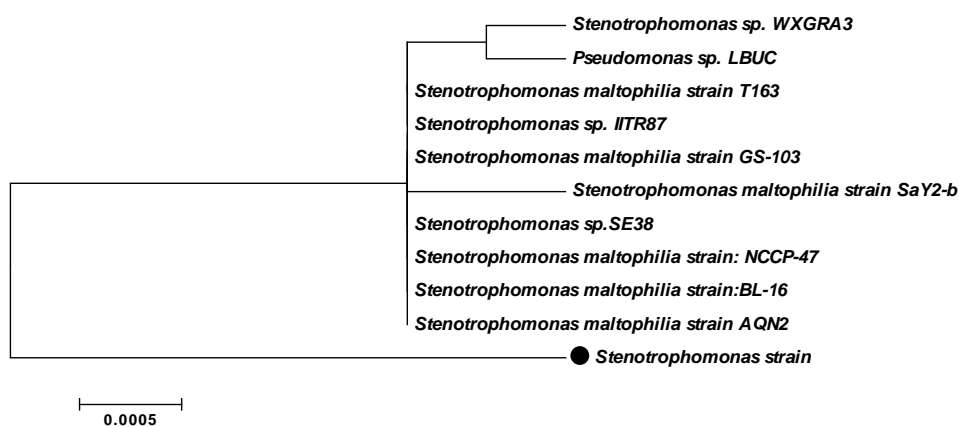 Stenotrophomonas sp. WXGRA3
Pseudomonas sp. LBUC
Stenotrophomonas maltophilia strain T163
Stenotrophomonas sp. IITR87
Stenotrophomonas maltophilia strain GS-103
Stenotrophomonas maltophilia strain SaY2-b
Stenotrophomonas sp.SE38
Stenotrophomonas maltophilia strain: NCCP-47
Stenotrophomonas maltophilia strain:BL-16
Stenotrophomonas maltophilia strain AQN2
Stenotrophomonas strain
0.0005